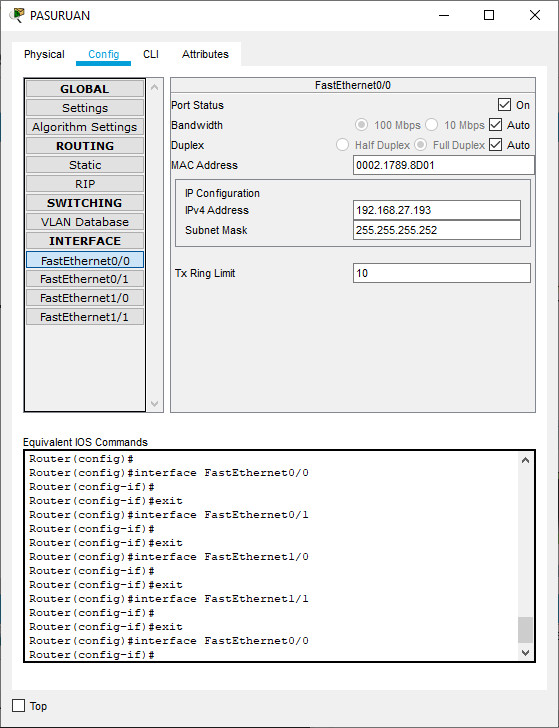 PASURUAN
Physical Config CLI Attributes
GLOBAL
Settings
Algorithm Settings
ROUTING
Static
RIP
SWITCHING
VLAN Database
INTERFACE
FastEthernet0/0
FastEthernet0/1
FastEthernet1/0
FastEthernet1/1
FastEthernet0/0
Port Status On
Bandwidth 100 Mbps 10 Mbps Auto
Duplex Half Duplex Full Duplex Auto
MAC Address 0002.1789.8D01
IP Configuration
IPv4 Address 192.168.27.193
Subnet Mask 255.255.255.252
Tx Ring Limit 10
Equivalent IOS Commands
Router(config)#
Router(config)#interface FastEthernet0/0
Router(config-if)#
Router(config-if)#exit
Router(config)#interface FastEthernet0/1
Router(config-if)#
Router(config-if)#exit
Router(config)#interface FastEthernet1/0
Router(config-if)#
Router(config-if)#exit
Router(config)#interface FastEthernet1/1
Router(config-if)#
Router(config-if)#exit
Router(config)#interface FastEthernet0/0
Router(config-if)#
Top